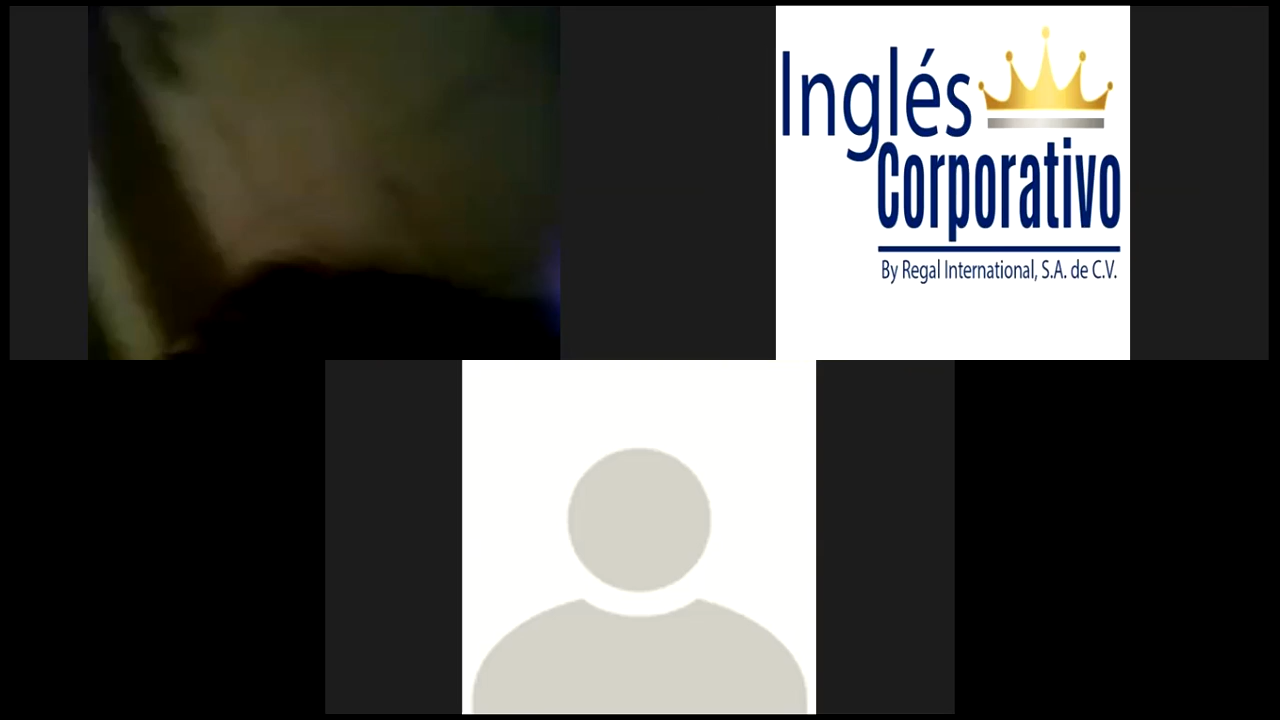 Inglés
Corporativo
By Regal International, S.A. de C.V.